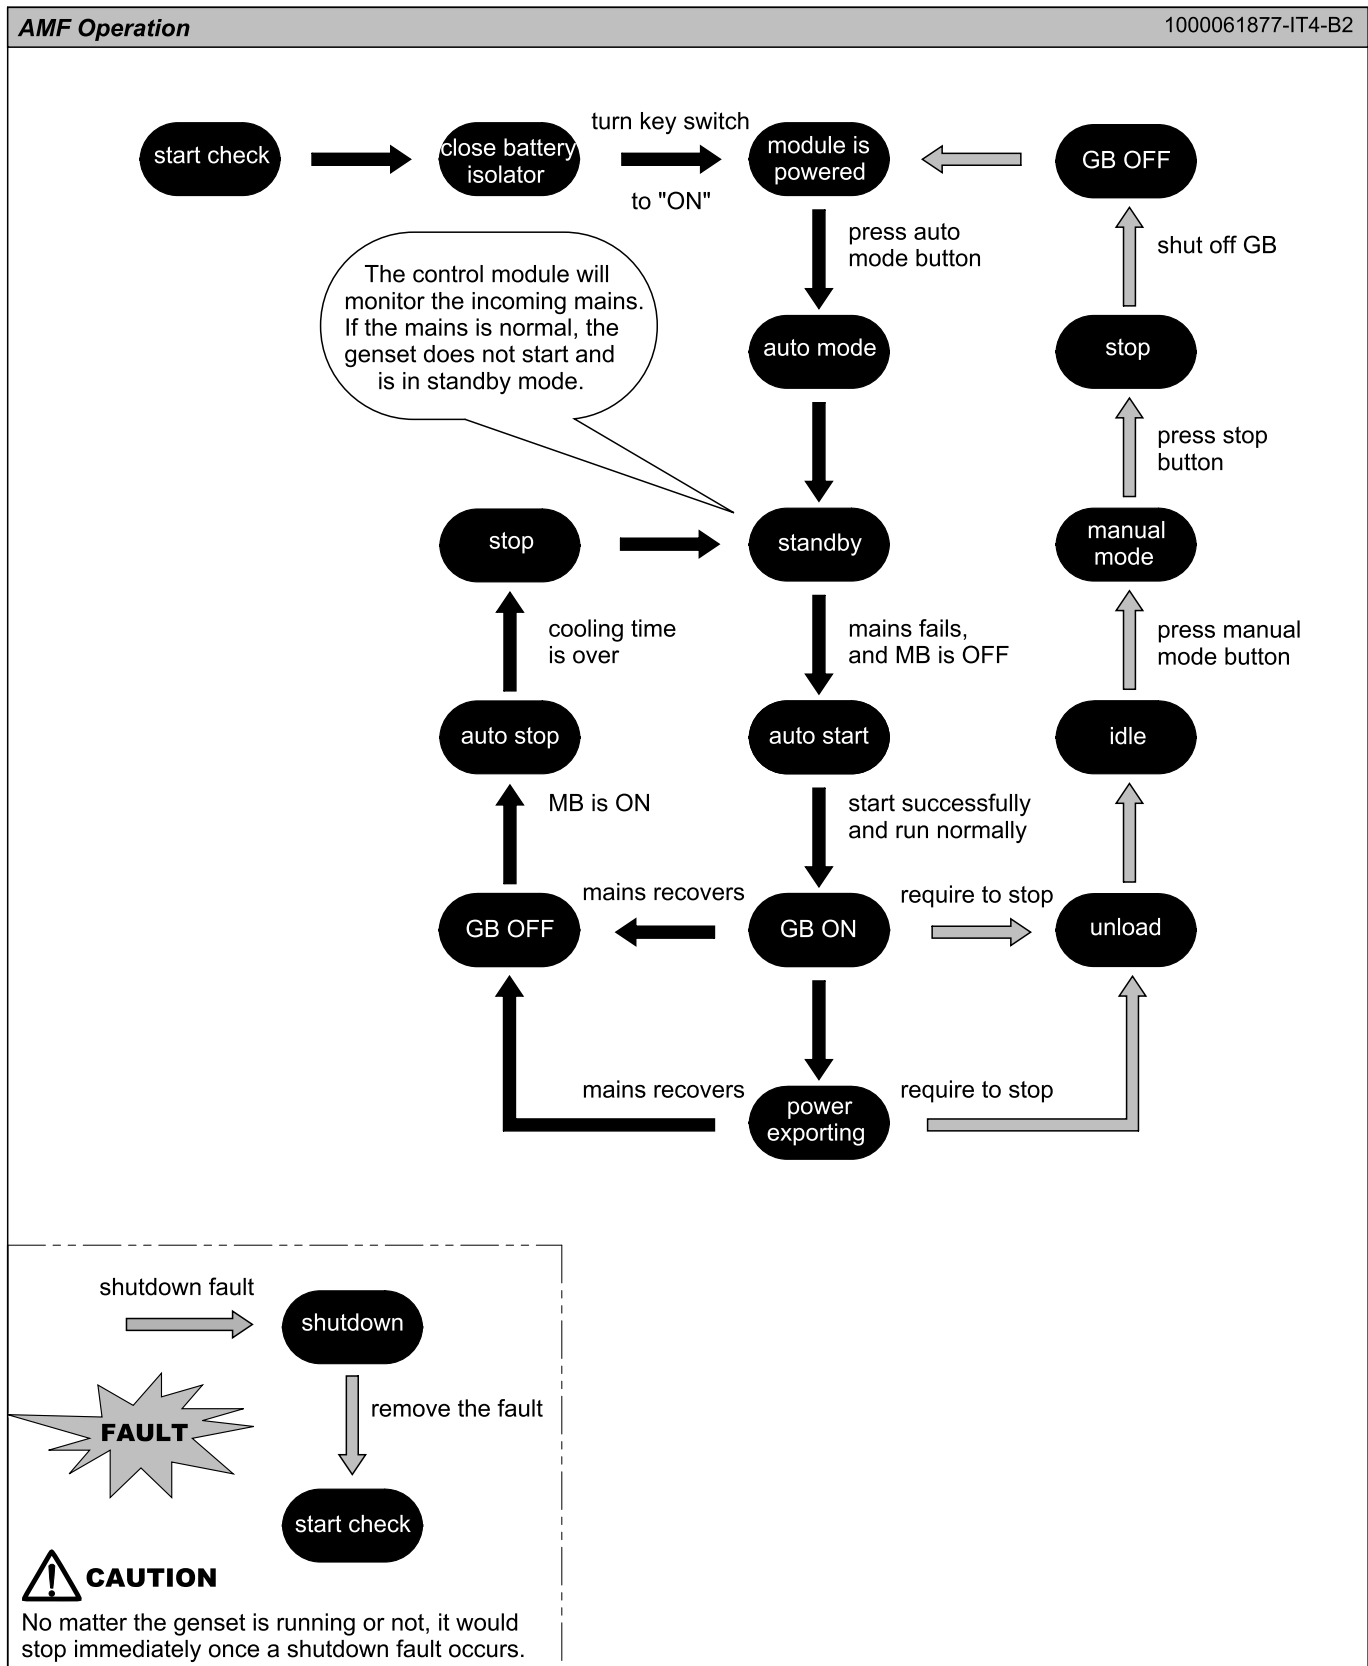 AMF Operation
1000061877-IT4-B2
start check
close battery
isolator
turn key switch
to "ON"
module is
powered
GB OFF
press auto
mode button
shut off GB
The control module will
monitor the incoming mains.
If the mains is normal, the
genset does not start and
is in standby mode.
auto mode
stop
press stop
button
stop
standby
manual
mode
cooling time
is over
mains fails,
and MB is OFF
press manual
mode button
auto stop
auto start
idle
MB is ON
start successfully
and run normally
GB OFF
mains recovers
GB ON
require to stop
unload
mains recovers
power
exporting
require to stop
shutdown fault
shutdown
FAULT
remove the fault
start check
CAUTION
No matter the genset is running or not, it would
stop immediately once a shutdown fault occurs.